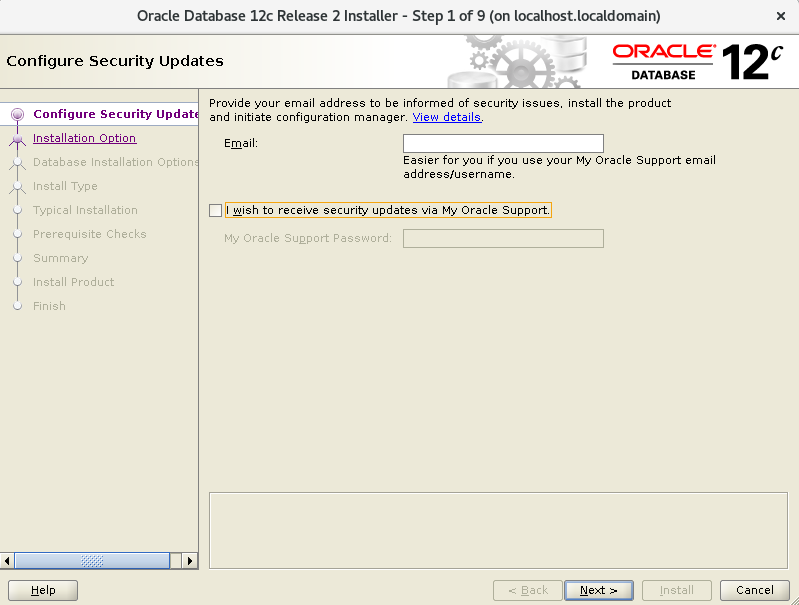 Oracle Database 12c Release 2 Installer - Step 1 of 9 (on localhost.localdomain)
Configure Security Updates
ORACLE®
DATABASE
12c
Configure Security Update
Installation Option
Database Installation Options
Install Type
Typical Installation
Prerequisite Checks
Summary
Install Product
Finish
Provide your email address to be informed of security issues, install the product
and initiate configuration manager. View details.
Email:
Easier for you if you use your My Oracle Support email
address/username.
I wish to receive security updates via My Oracle Support.
My Oracle Support Password:
Help
< Back
Next >
Install
Cancel